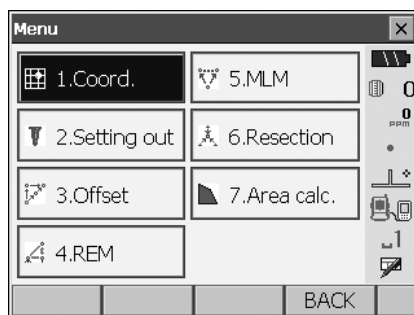 Menu
1.Coord.
5.MLM
2.Setting out
6.Resection
3.Offset
7.Area calc.
4.REM
0
0
ppm
1
BACK